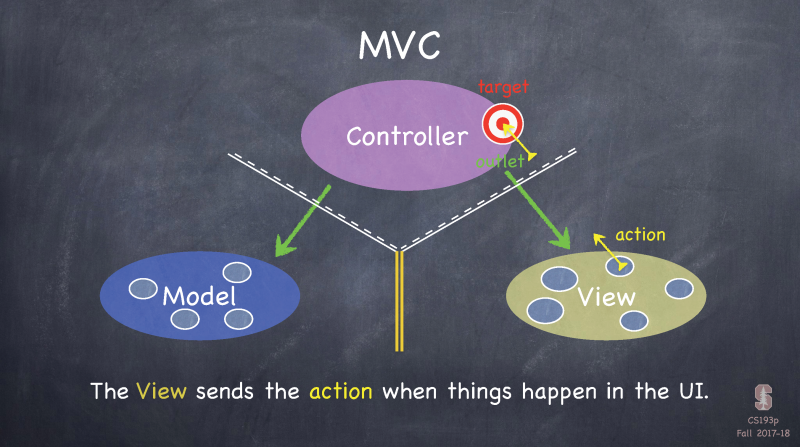 MVC
target
Controller
outlet
action
Model
View
The View sends the action when things happen in the UI.
S
CS193p
Fall 2017-18